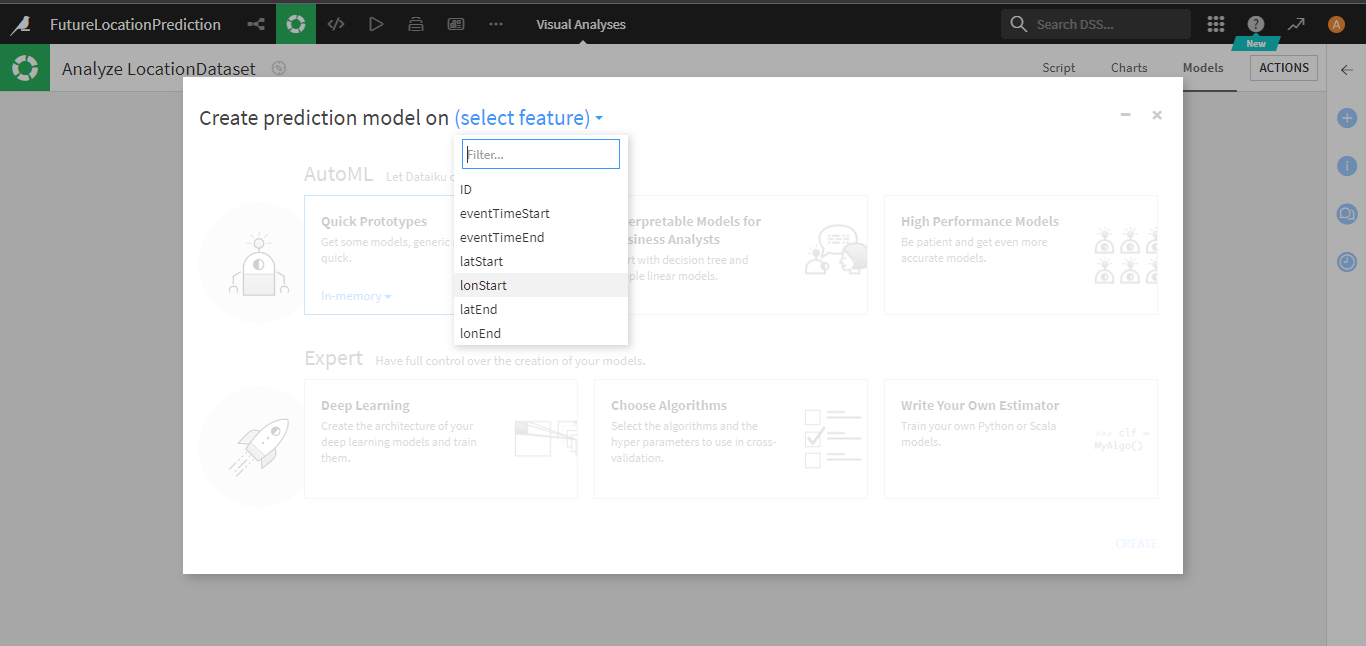 FutureLocationPrediction
Visual Analyses
Search DSS...
New
A
Analyze LocationDataset
Script
Charts
Models
ACTIONS
Create prediction model on (select feature)
Filter...
ID
eventTimeStart
eventTimeEnd
latStart
lonStart
latEnd
lonEnd
AutoML Let Dataiku
Quick Prototypes
Get some models, generic
quick.
In-memory
siness Analysts
rpretable Models for
rt with decision tree and
ple linear models.
High Performance Models
Be patient and get even more
accurate models.
Expert Have full control over the creation of your models.
Deep Learning
Create the architecture of your
deep learning models and train
them.
Choose Algorithms
Select the algorithms and the
hyper parameters to use in cross-
validation.
Write Your Own Estimator
Train your own Python or Scala
models.
>>> clf =
MyAlgo()
CREATE